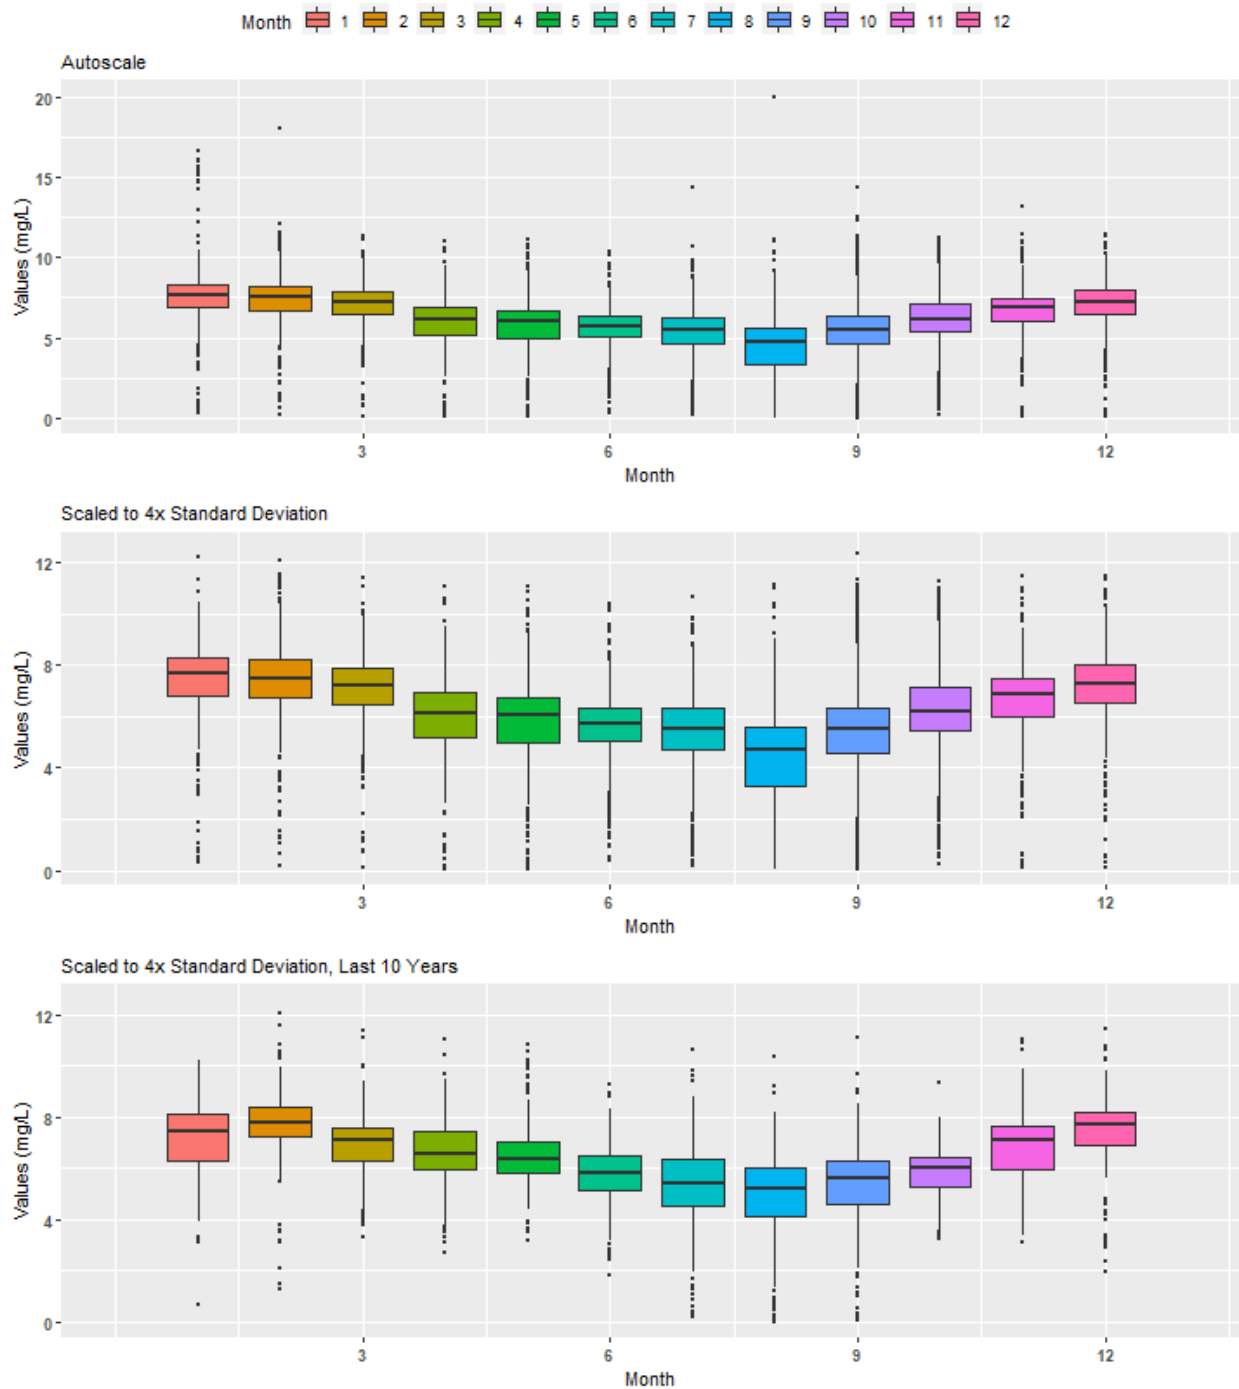 Month 1 2 3 4 5 6 7 8 9 10 11 12
Autoscale
Values (mg/L)
20
15
10
5
0
3 6 9 12
Month
Scaled to 4x Standard Deviation
Values (mg/L)
12
8
4
0
3 6 9 12
Month
Scaled to 4x Standard Deviation, Last 10 Years
Values (mg/L)
12
8
4
0
3 6 9 12
Month